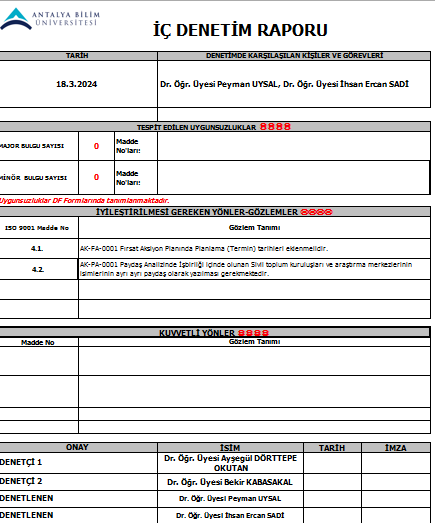 ANTALYA BİLİM
ÜNİVERSİTESİ
İÇ DENETİM RAPORU
TARİH
DENETİMDE KARŞILAŞILAN KİŞİLER VE GÖREVLERİ
18.3.2024
Dr. Öğr. Üyesi Peyman UYSAL, Dr. Öğr. Üyesi İhsan Ercan SADİ
TESPİT EDİLEN UYGUNSUZLUKLAR
MAJOR BULGU SAYISI
0
Madde
No'ları:
MİNÖR BULGU SAYISI
0
Madde
No'ları:
Uygunsuzluklar DF Formlarında tanımlanmaktadır.
İYİLEŞTİRİLMESİ GEREKEN YÖNLER-GÖZLEMLER
ISO 9001 Madde No
Gözlem Tanımı
4.1.
AK-FA-0001 Fırsat Aksiyon Planında Planlama (Termin) tarihleri eklenmelidir.
4.2.
AK-PA-0001 Paydaş Analizinde İşbirliği içinde olunan Sivil toplum kuruluşları ve araştırma merkezlerinin
isimlerinin ayrı ayrı paydaş olarak yazılması gerekmektedir.
KUVVETLİ YÖNLER
Madde No
Gözlem Tanımı
ONAY
İSİM
TARİH
İMZA
DENETÇİ 1
Dr. Öğr. Üyesi Ayşegül DÖRTTEPE
OKUTAN
DENETÇİ 2
Dr. Öğr. Üyesi Bekir KABASAKAL
DENETLENEN
Dr. Öğr. Üyesi Peyman UYSAL
DENETLENEN
Dr. Öğr. Üyesi İhsan Ercan SADİ